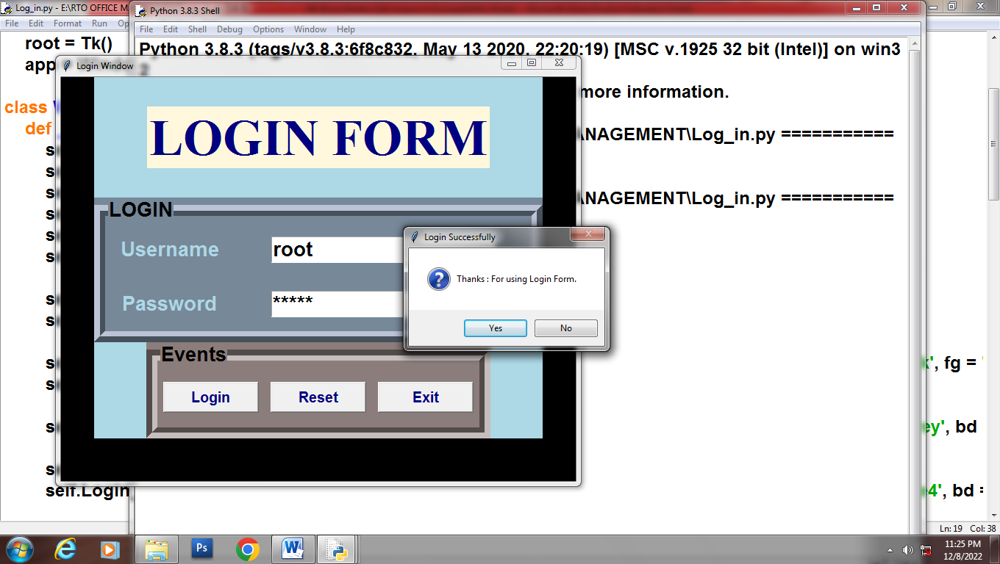 Log_in.py - E:\RTO OFFICE M
File Edit Format Run
root = Tk()
app
class
def
self.Login
Python 3.8.3 Shell
File Edit Shell Debug Options Window Help
Python 3.8.3 (tags/v3.8.3:6f8c832, May 13 2020, 22:20:19) [MSC v.1925 32 bit (Intel)] on win3
2
more information.
ANAGEMENT\Log_in.py ===========
ANAGEMENT\Log_in.py ===========
Login Window
LOGIN FORM
LOGIN
Username root
Password *****
Login Successfully
Thanks : For using Login Form.
Yes No
Events
Login Reset Exit
k', fg = '
ey', bd
e4', bd =
Ln: 19 Col: 38
Ps
W
11:25 PM
12/8/2022